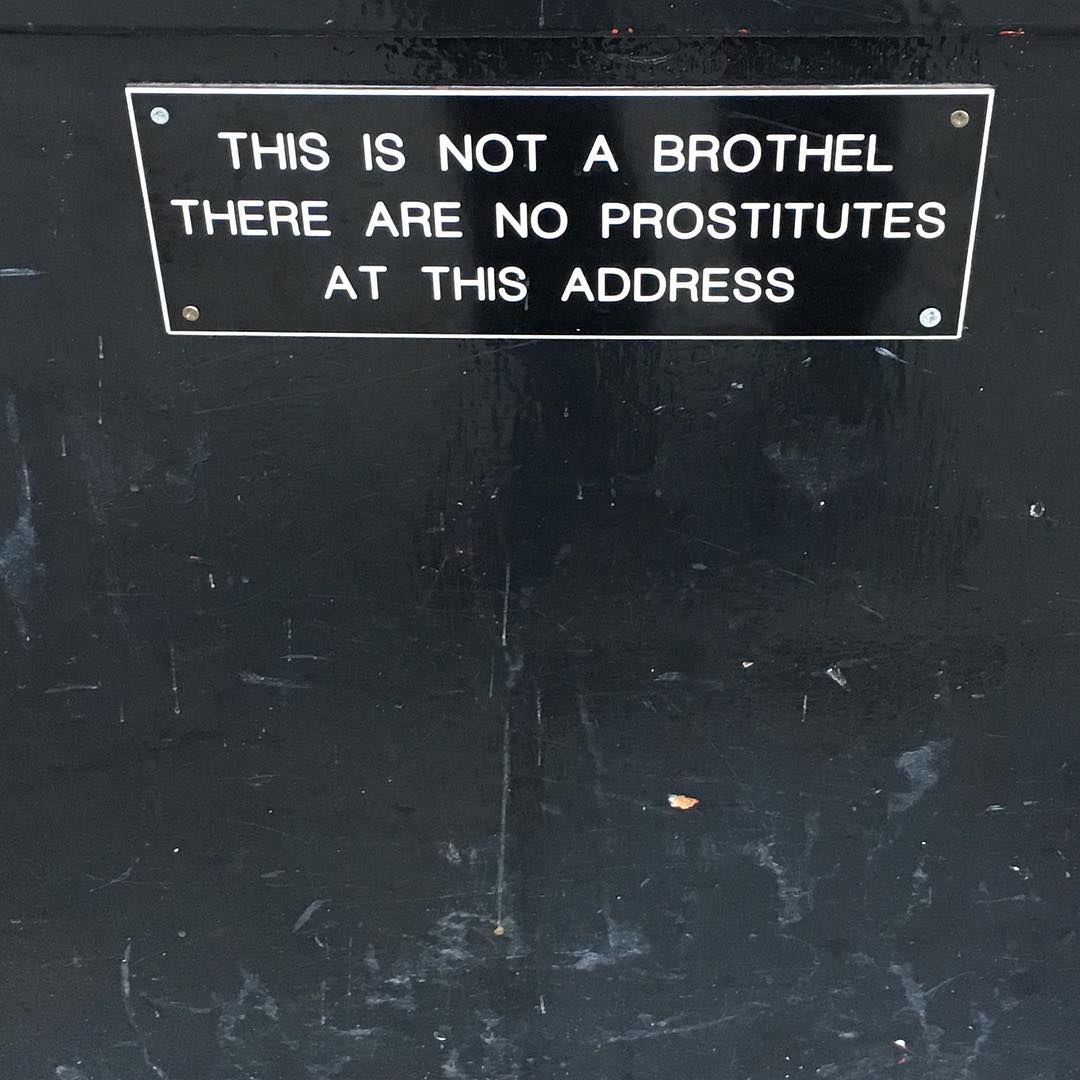 THIS IS NOT A BROTHEL
THERE ARE NO PROSTITUTES
AT THIS ADDRESS